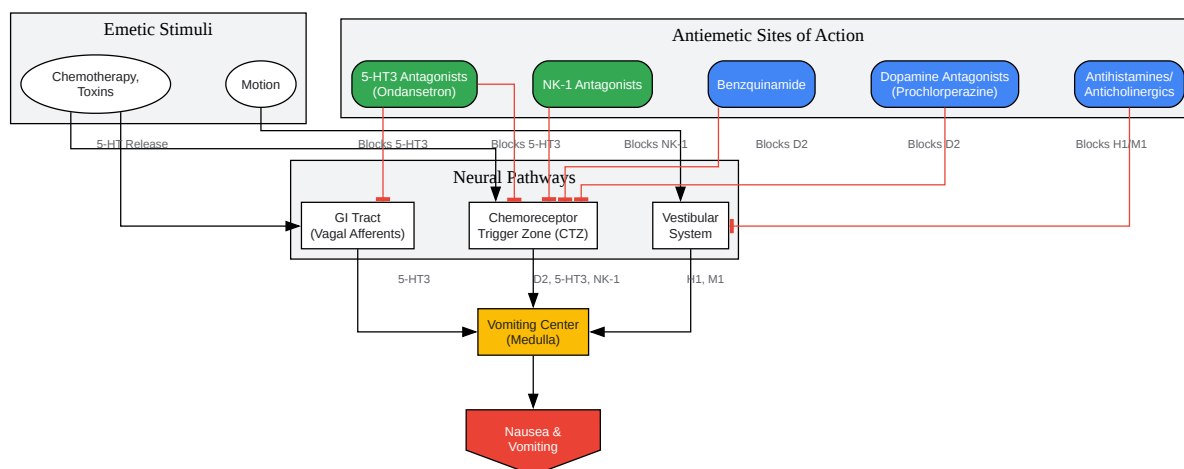 Emetic Stimuli
Antiemetic Sites of Action
Chemotherapy,
Toxins
Motion
5-HT3 Antagonists
(Ondansetron)
NK-1 Antagonists
Benzquinamide
Dopamine Antagonists
(Prochlorperazine)
Antihistamines/
Anticholinergics
5-HT Release
Blocks 5-HT3
Blocks 5-HT3
Blocks NK-1
Blocks D2
Blocks D2
Blocks H1/M1
Neural Pathways
GI Tract
(Vagal Afferents)
Chemoreceptor
Trigger Zone (CTZ)
Vestibular
System
5-HT3
D2, 5-HT3, NK-1
H1, M1
Vomiting Center
(Medulla)
Nausea &
Vomiting